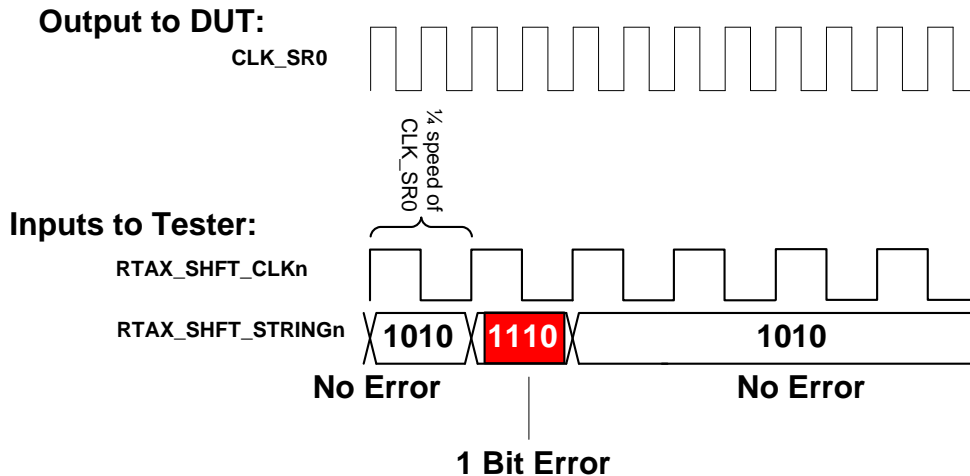 Output to DUT:
CLK_SR0
¼ speed of
CLK_SR0
Inputs to Tester:
RTAX_SHFT_CLKn
RTAX_SHFT_STRINGn
1010
1110
1010
No Error
No Error
1 Bit Error